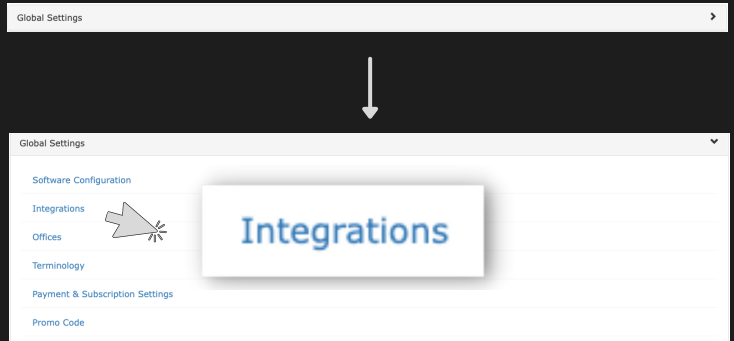 Global Settings
Global Settings
Software Configuration
Integrations
Integrations
Offices
Terminology
Payment & Subscription Settings
Promo Code